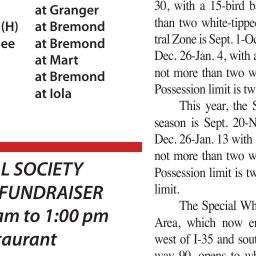 at Granger
(H) at Bremond
ee at Bremond
at Mart
at Bremond
at Iola
L SOCIETY
FUNDRAISER
am to 1:00 pm
taurant
30, with a 15-bird b
than two white-tippe
tral Zone is Sept. 1-Oc
Dec. 26-Jan. 4, with a
not more than two w
Possession limit is tw
This year, the S
season is Sept. 20-N
Dec. 26-Jan. 13 with
not more than two w
Possession limit is tw
limit.
The Special Wh
Area, which now en
west of I-35 and sout
way 90, opens to wh